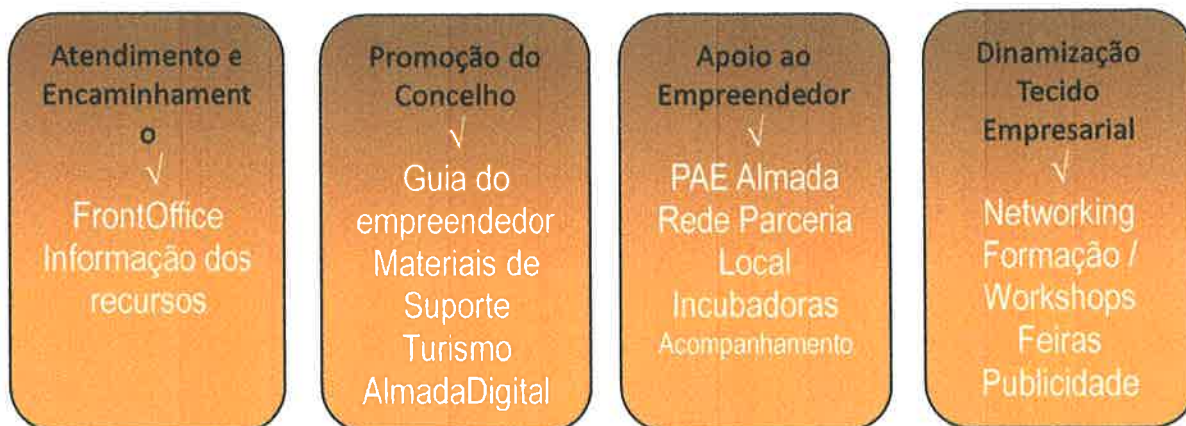 Atendimento e
Encaminhament
o
√
FrontOffice
Informação dos
recursos
Promoção do
Concelho
√
Guia do
empreendedor
Materiais de
Suporte
Turismo
AlmadaDigital
Apoio ao
Empreendedor
√
PAE Almada
Rede Parceria
Local
Incubadoras
Acompanhamento
Dinamização
Tecido
Empresarial
√
Networking
Formação /
Workshops
Feiras
Publicidade